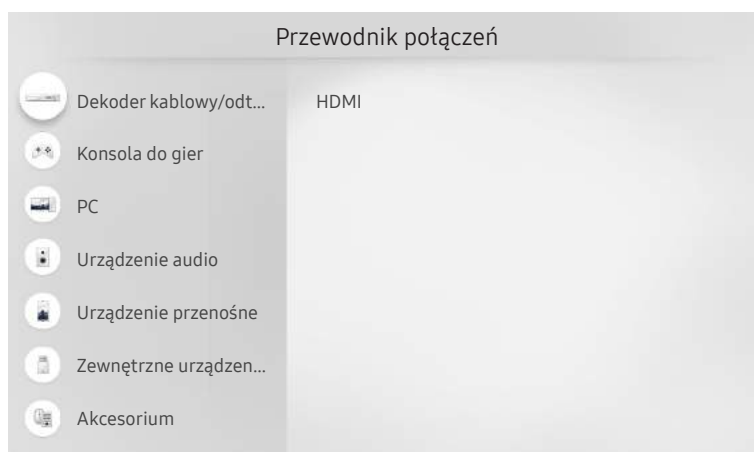 Przewodnik połączeń
Dekoder kablowy/odt...
HDMI
Konsola do gier
PC
Urządzenie audio
Urządzenie przenośne
Zewnętrzne urządzen...
Akcesorium